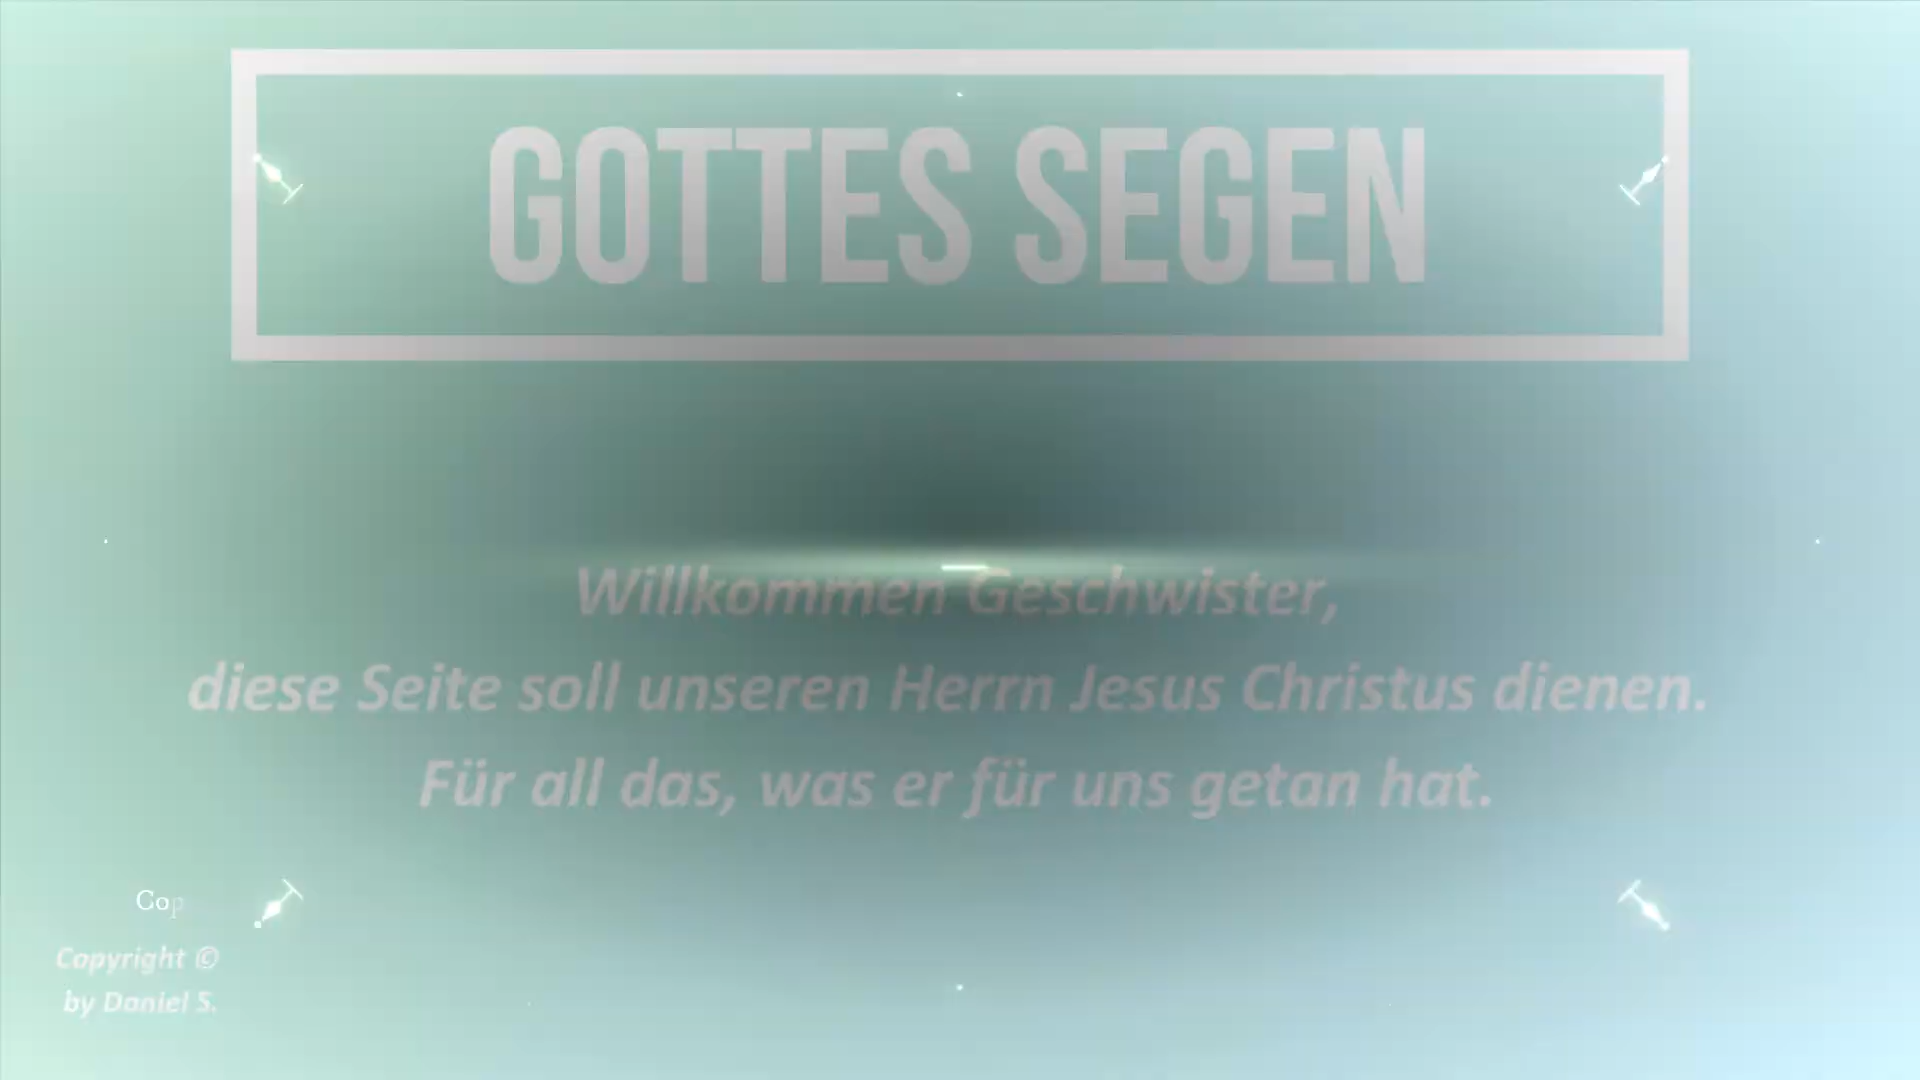 GOTTES SEGEN
Willkommen Geschwister,
diese Seite soll unseren Herrn Jesus Christus dienen.
Für all das, was er für uns getan hat.
Cop
Copyright ©
by Daniel S.